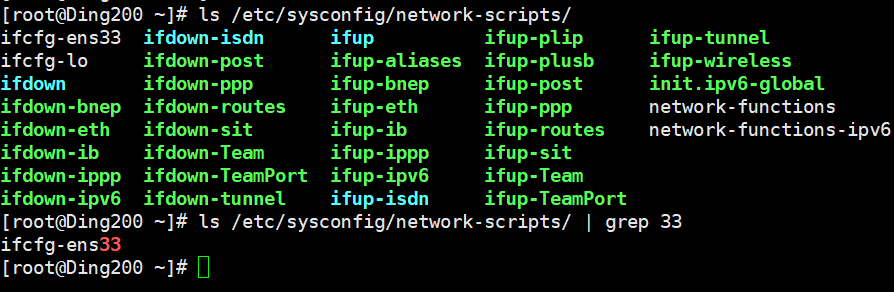 [root@Ding200 ~]# ls /etc/sysconfig/network-scripts/
ifcfg-ens33  ifdown-isdn      ifup          ifup-plip      ifup-tunnel
ifcfg-lo     ifdown-post      ifup-aliases  ifup-plusb     ifup-wireless
ifdown       ifdown-ppp       ifup-bnep     ifup-post      init.ipv6-global
ifdown-bnep  ifdown-routes    ifup-eth      ifup-ppp       network-functions
ifdown-eth   ifdown-sit       ifup-ib       ifup-routes    network-functions-ipv6
ifdown-ib    ifdown-Team      ifup-ippp     ifup-sit
ifdown-ippp  ifdown-TeamPort  ifup-ipv6     ifup-Team
ifdown-ipv6  ifdown-tunnel    ifup-isdn     ifup-TeamPort
[root@Ding200 ~]# ls /etc/sysconfig/network-scripts/ | grep 33
ifcfg-ens33
[root@Ding200 ~]#